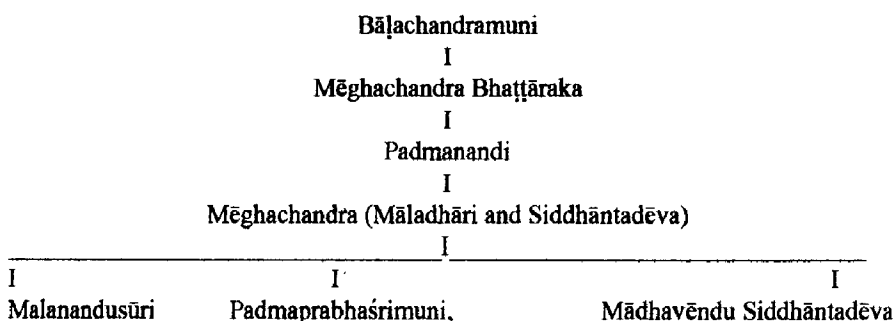 Bāḷachandramuni
I
Mēghachandra Bhaṭṭāraka
I
Padmanandi
I
Mēghachandra (Māladhāri and Siddhāntadēva)
I
I I I
Malanandusūri Padmaprabhaśrimuni, Mādhavēndu Siddhāntadēva